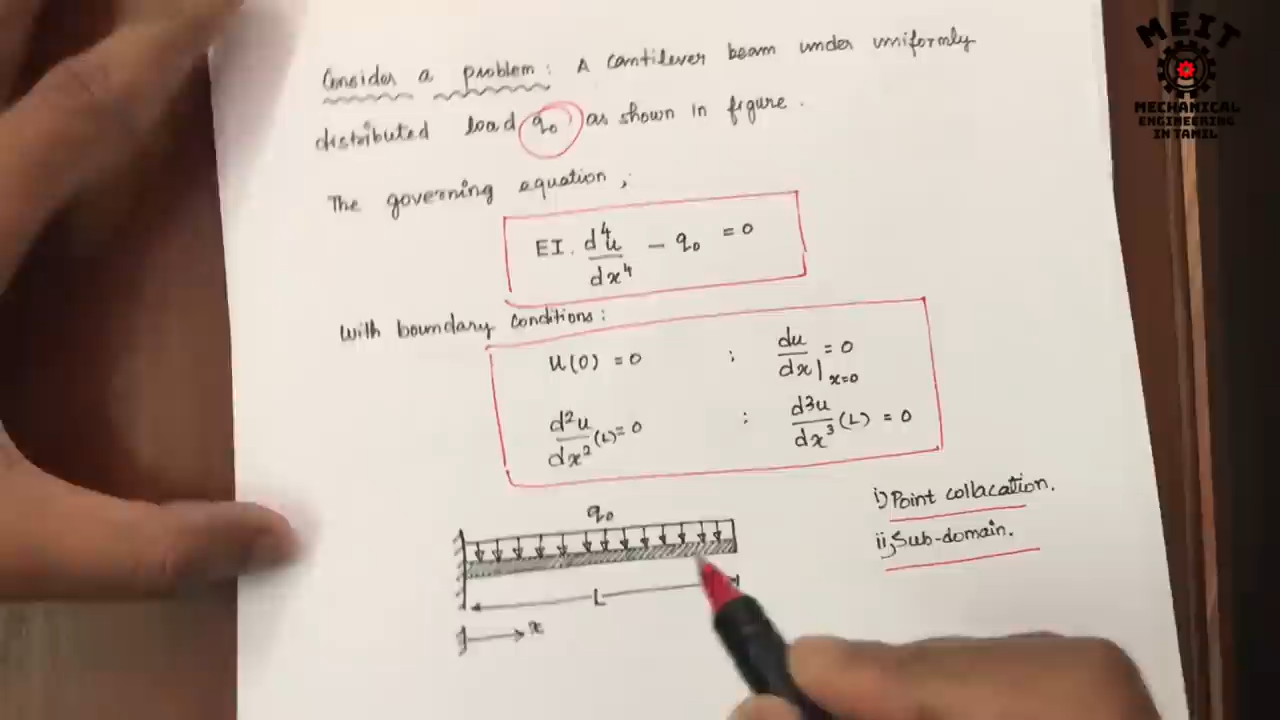 Consider a problem: A cantilever beam under uniformly
distributed load q₀ as shown in figure.
The governing equation,
EI. d⁴u/dx⁴ - q₀ = 0
With boundary conditions:
u(0) = 0 ; du/dx|x=0 = 0
d²u/dx² (L) = 0 ; d3u/dx³ (L) = 0
i) Point collacation.
ii) Sub-domain.
q₀
L
x
MEIT
MECHANICAL
ENGINEERING
IN TAMIL